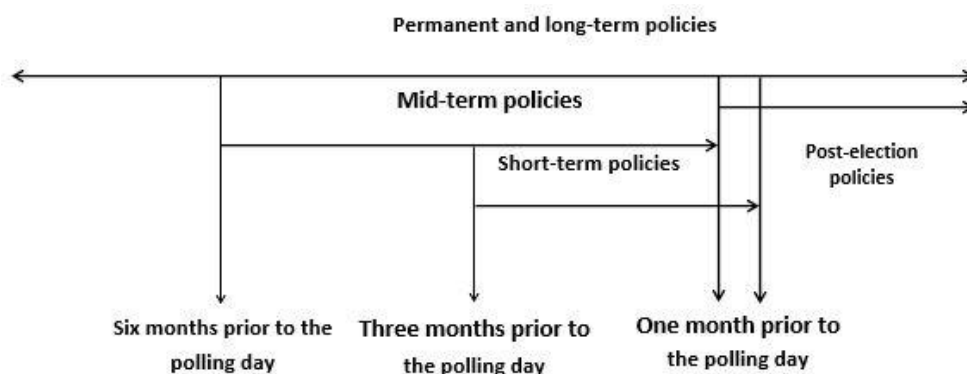 Permanent and long-term policies
Mid-term policies
Short-term policies
Post-election
policies
Six months prior to the
polling day
Three months prior to
the polling day
One month prior to
the polling day